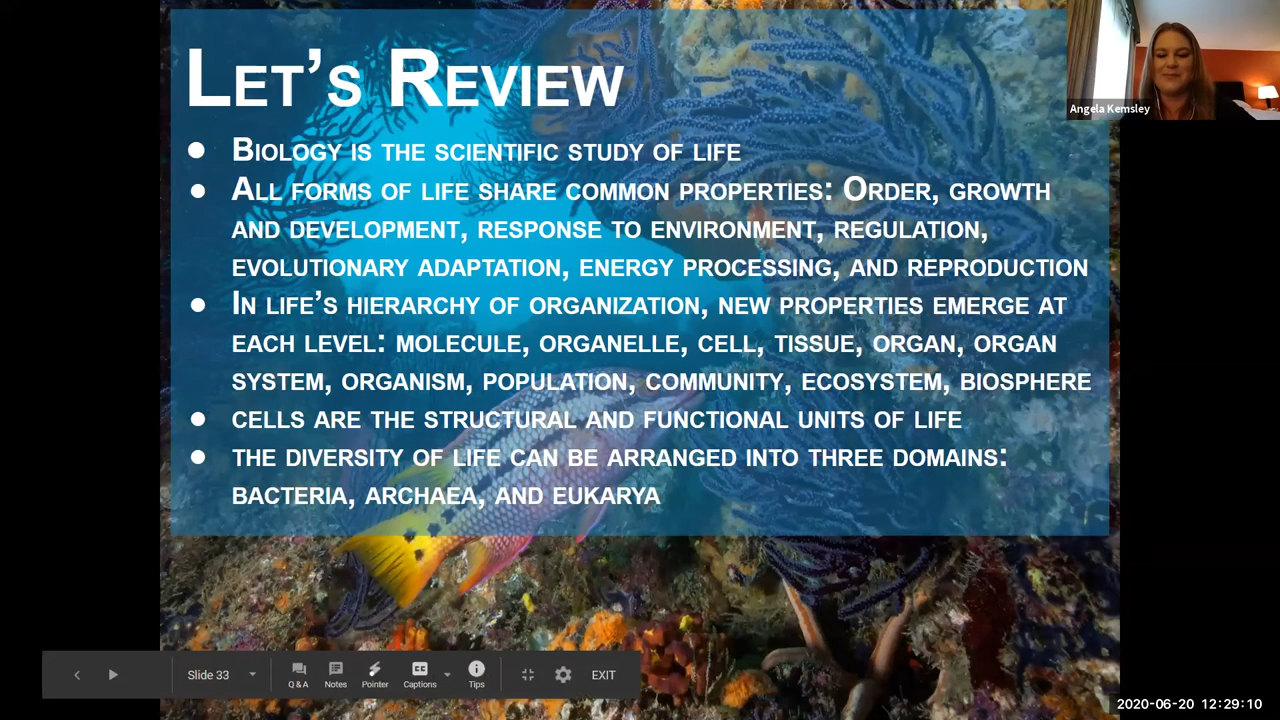 Let's Review
● Biology is the scientific study of life
● All forms of life share common properties: Order, growth
and development, response to environment, regulation,
evolutionary adaptation, energy processing, and reproduction
● In life's hierarchy of organization, new properties emerge at
each level: molecule, organelle, cell, tissue, organ, organ
system, organism, population, community, ecosystem, biosphere
● cells are the structural and functional units of life
● the diversity of life can be arranged into three domains:
bacteria, archaea, and eukarya
Angela Kemsley
Slide 33
Q & A
Notes
Pointer
CC
Captions
Tips
EXIT
2020-06-20 12:29:10